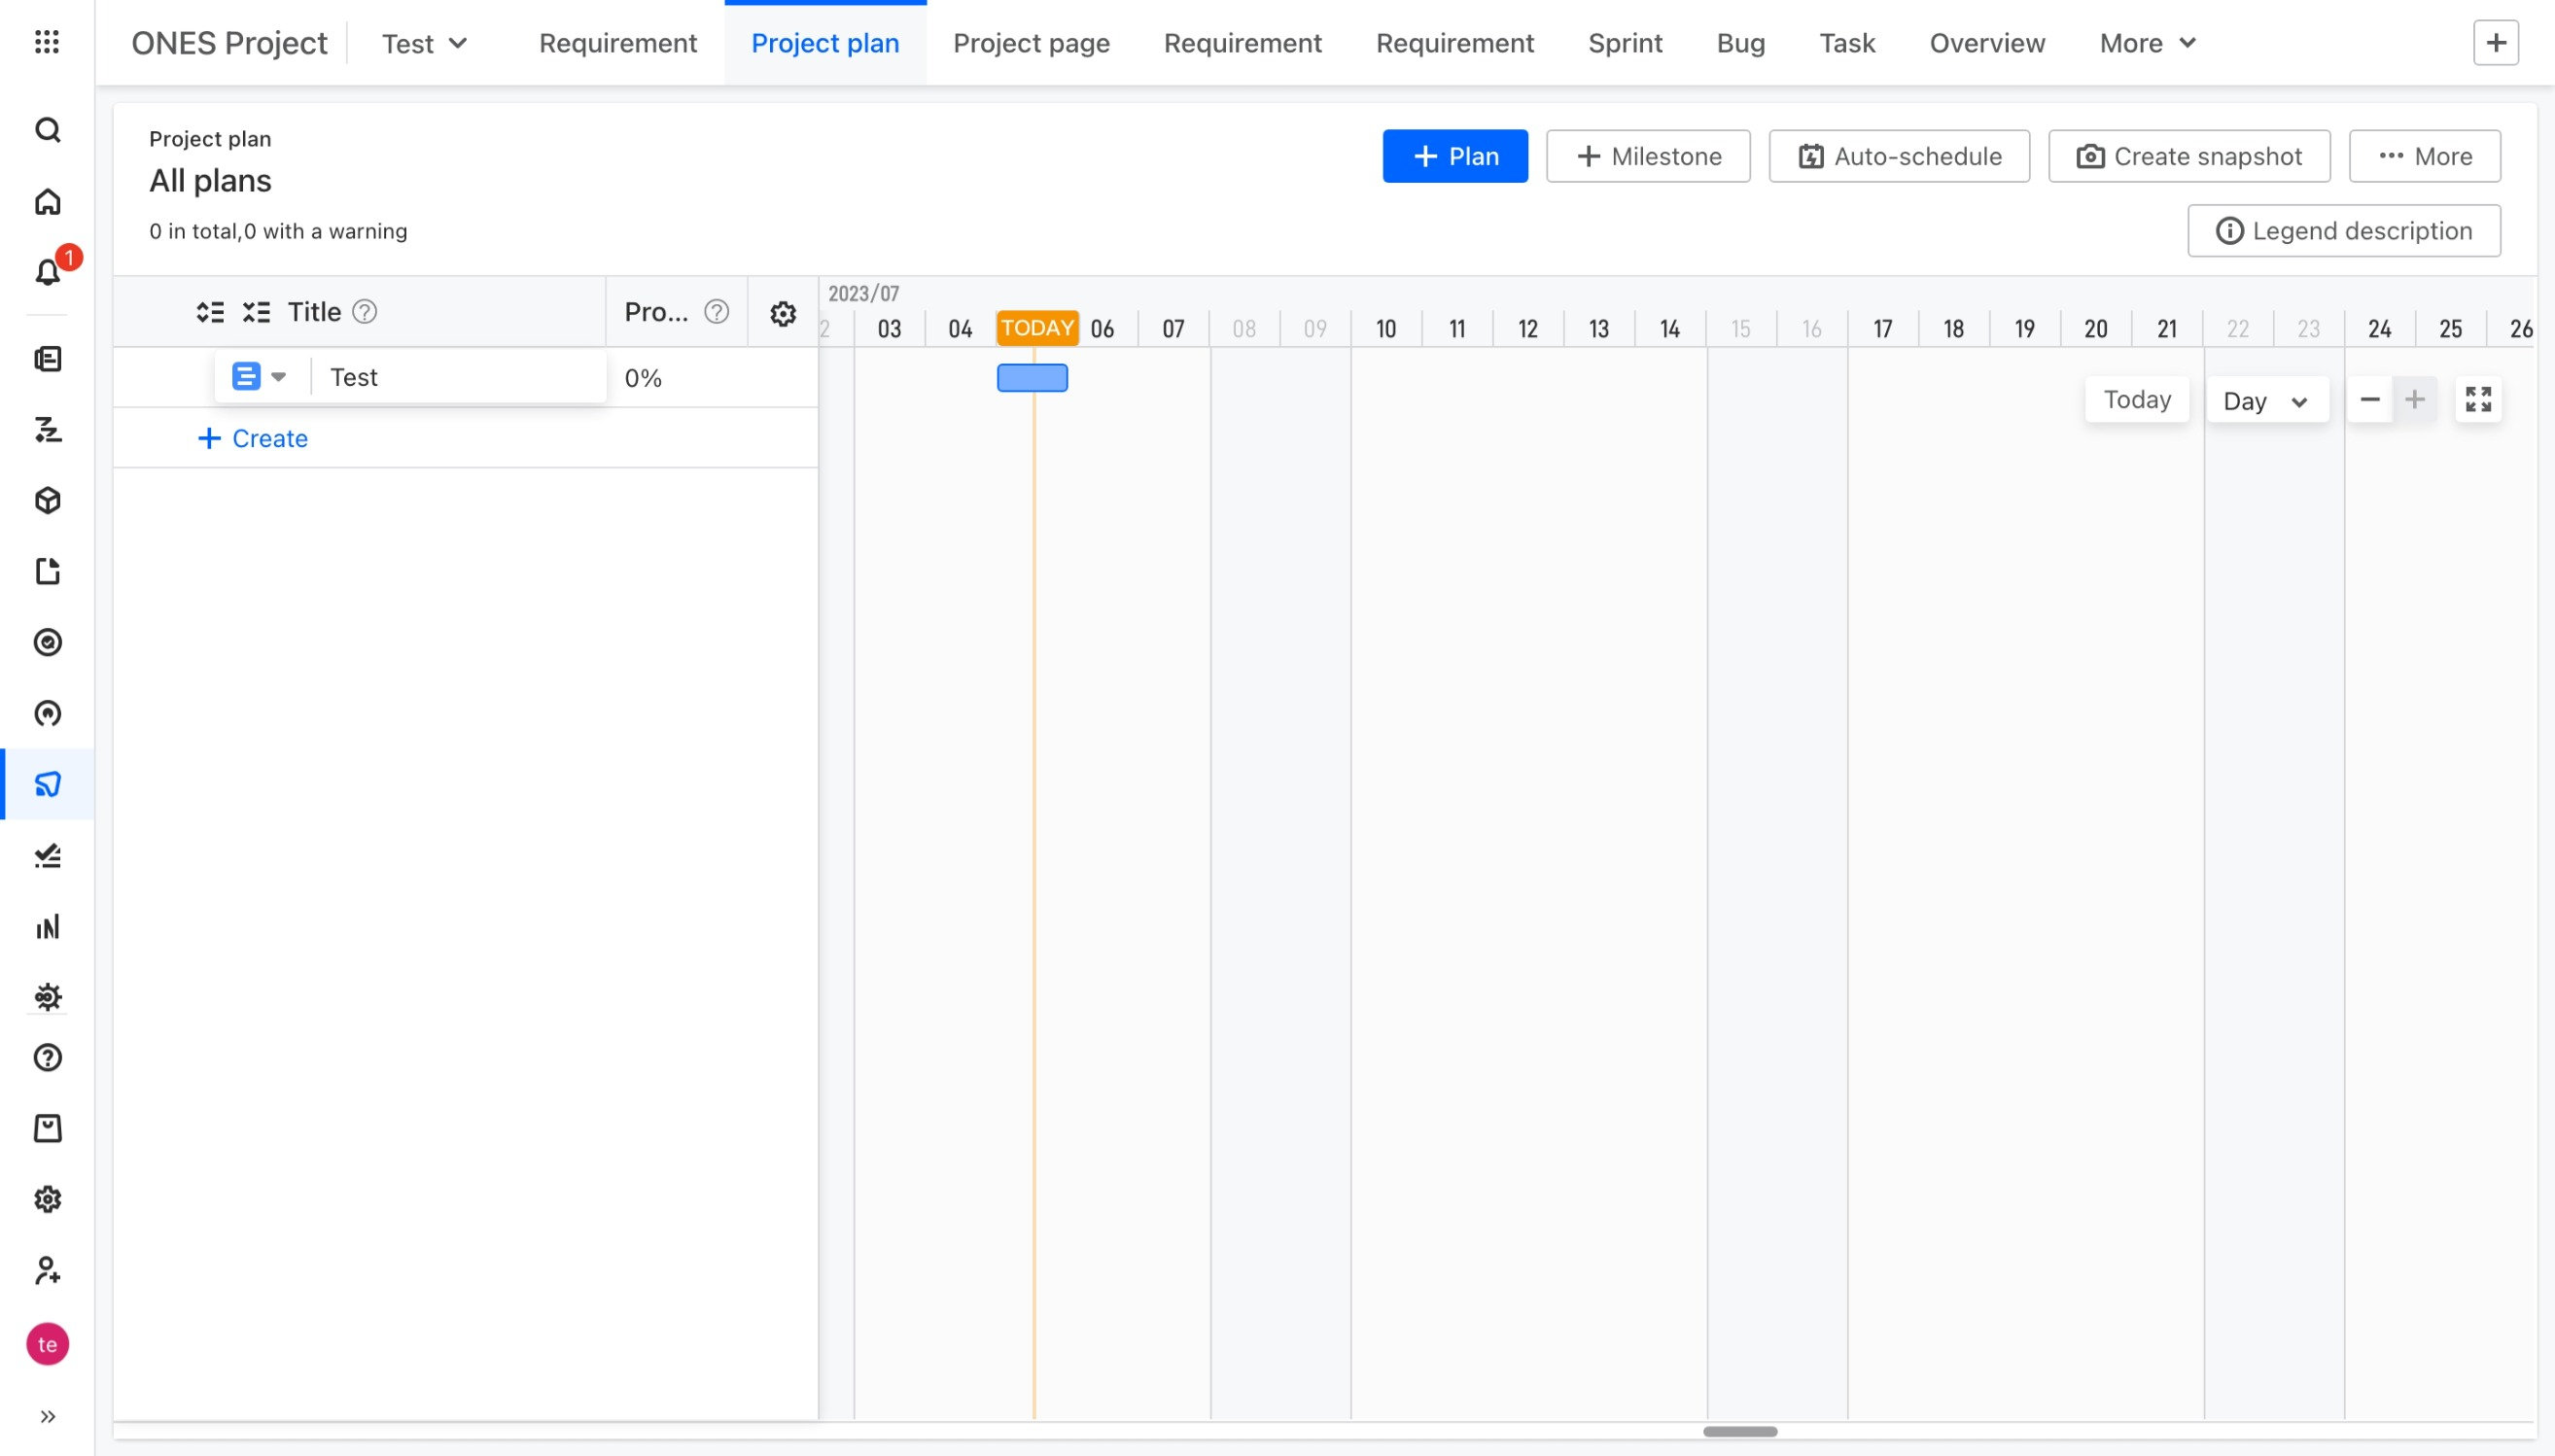 ONES Project Test Requirement Project plan Project page Requirement Requirement Sprint Bug Task Overview More
Project plan
All plans
0 in total,0 with a warning
Plan Milestone Auto-schedule Create snapshot More
Legend description
1
Title Pro...
2023/07
2 03 04 TODAY 06 07 08 09 10 11 12 13 14 15 16 17 18 19 20 21 22 23 24 25 26
Test 0%
Today Day
Create
te